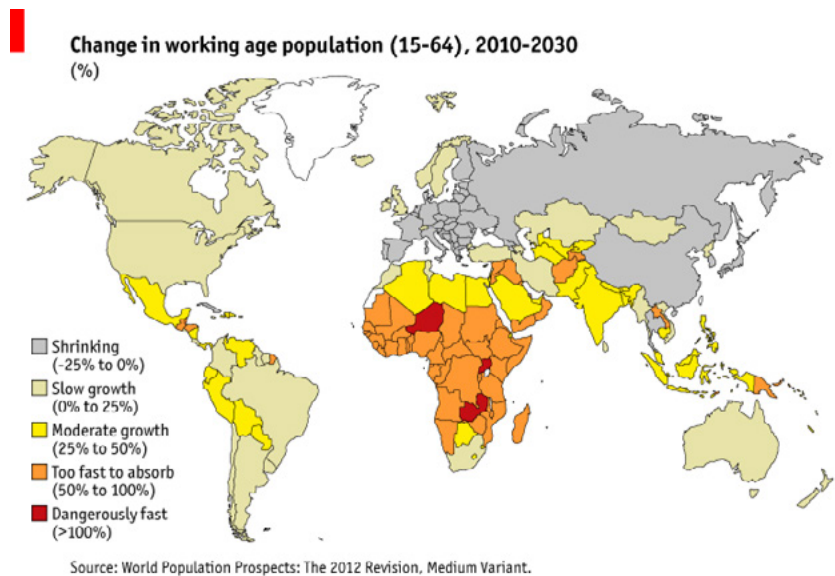 Change in working age population (15-64), 2010-2030
(%)
Shrinking
(-25% to 0%)
Slow growth
(0% to 25%)
Moderate growth
(25% to 50%)
Too fast to absorb
(50% to 100%)
Dangerously fast
(>100%)
Source: World Population Prospects: The 2012 Revision, Medium Variant.